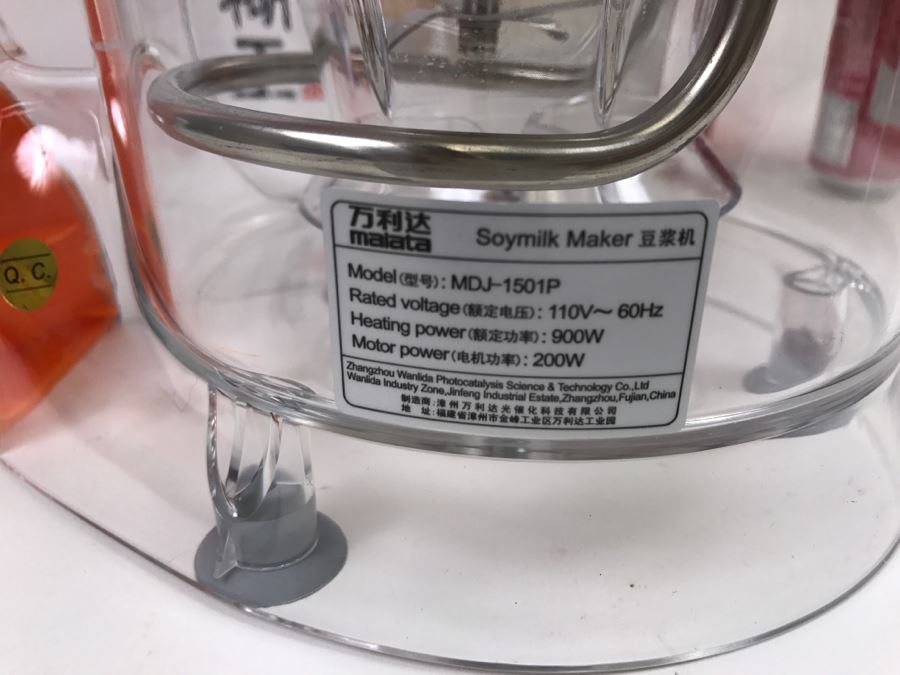 Q. C.
万利达
malata
Soymilk Maker 豆浆机
Model(型号): MDJ-1501P
Rated voltage(额定电压): 110V～ 60Hz
Heating power(额定功率): 900W
Motor power(电机功率): 200W
Zhangzhou Wanlida Photocatalysis Science & Technology Co.,Ltd
Wanlida Industry Zone,Jinfeng Industrial Estate,Zhangzhou,Fujian,China
制造商:漳州万利达光催化科技有限公司
地 址:福建省漳州市金峰工业区万利达工业园